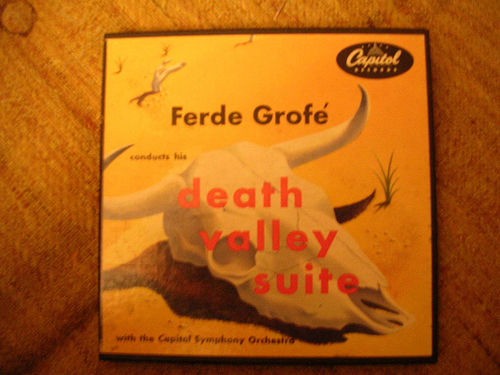 Capitol
RECORDS
Ferde Grofé
conducts his
death
valley
suite
with the Capitol Symphony Orchestra